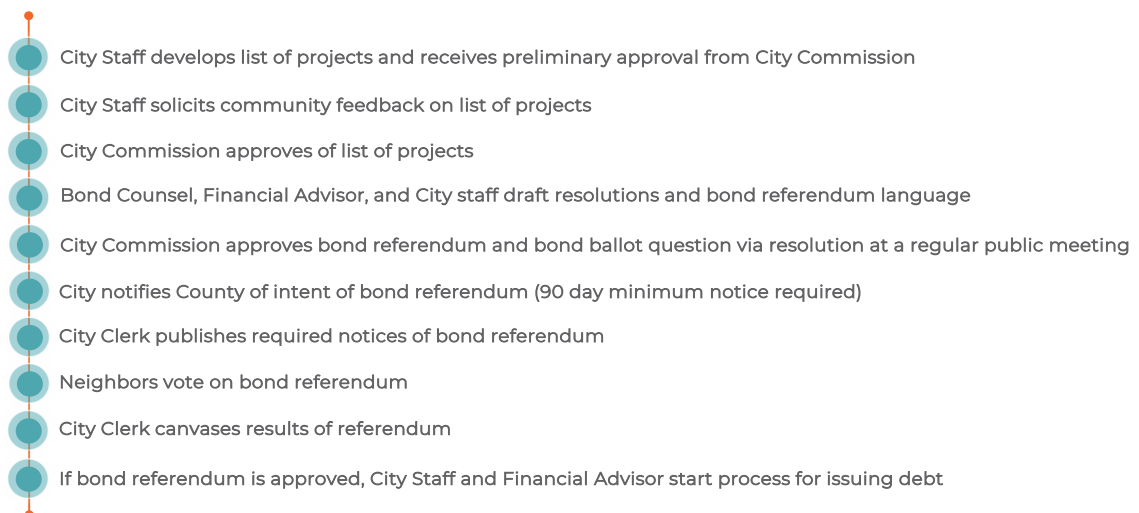 City Staff develops list of projects and receives preliminary approval from City Commission
City Staff solicits community feedback on list of projects
City Commission approves of list of projects
Bond Counsel, Financial Advisor, and City staff draft resolutions and bond referendum language
City Commission approves bond referendum and bond ballot question via resolution at a regular public meeting
City notifies County of intent of bond referendum (90 day minimum notice required)
City Clerk publishes required notices of bond referendum
Neighbors vote on bond referendum
City Clerk canvases results of referendum
If bond referendum is approved, City Staff and Financial Advisor start process for issuing debt